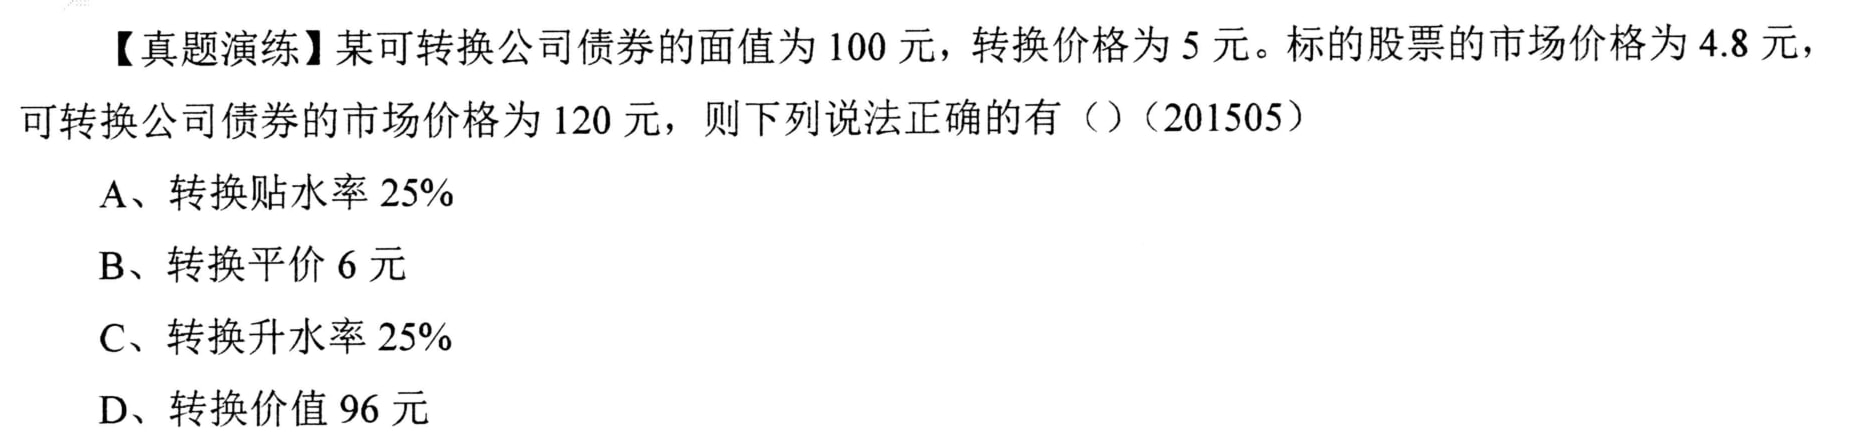 【真题演练】某可转换公司债券的面值为 100 元，转换价格为 5 元。标的股票的市场价格为 4.8 元，
可转换公司债券的市场价格为 120 元，则下列说法正确的有（）（201505）
A、转换贴水率 25%
B、转换平价 6 元
C、转换升水率 25%
D、转换价值 96 元